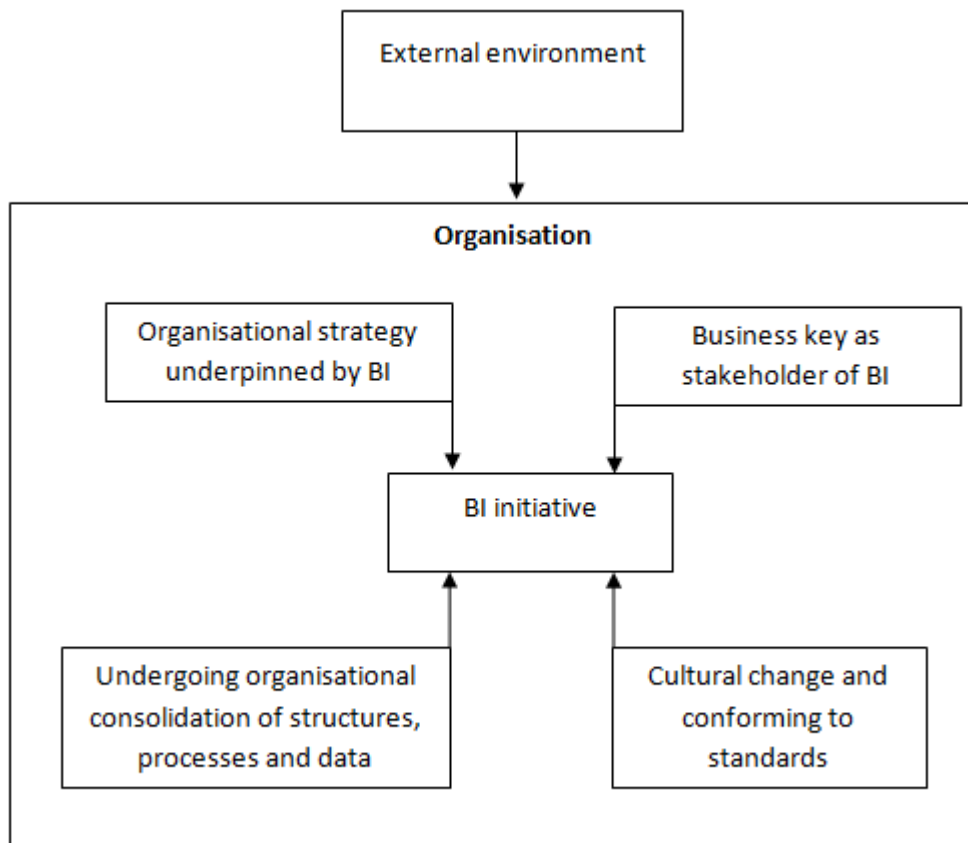 External environment
Organisation
Organisational strategy
underpinned by BI
Business key as
stakeholder of BI
BI initiative
Undergoing organisational
consolidation of structures,
processes and data
Cultural change and
conforming to
standards